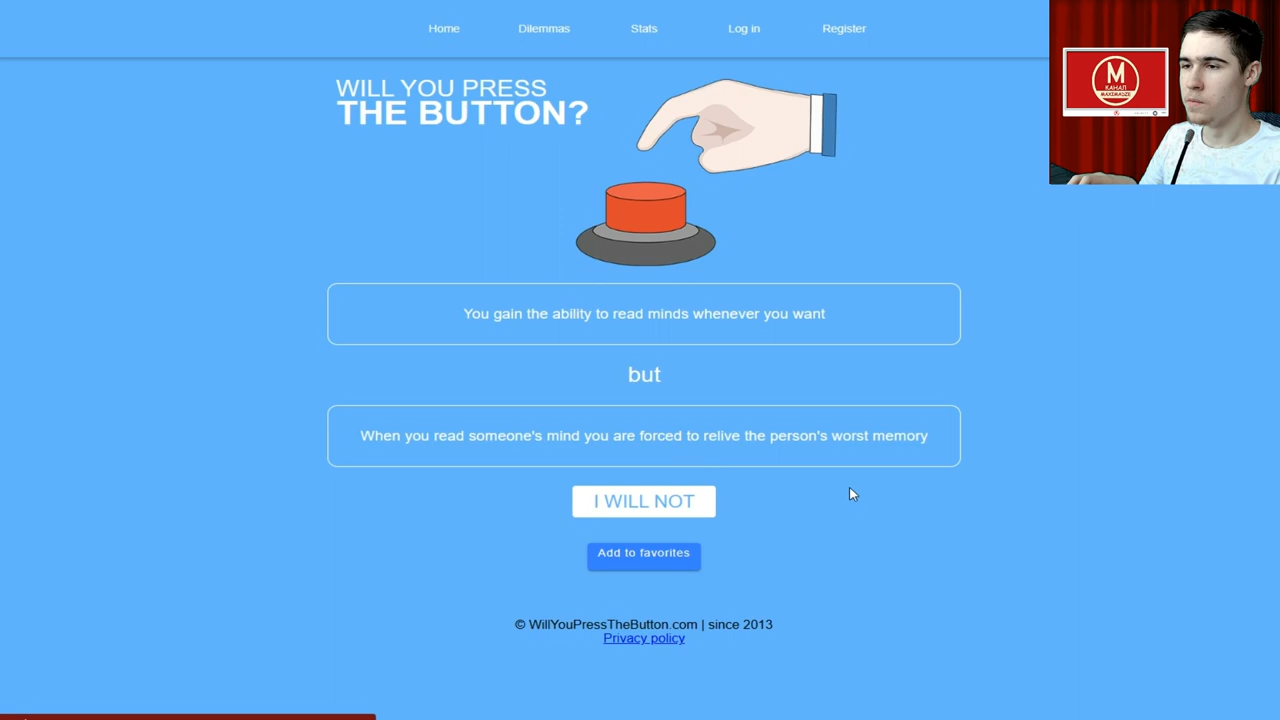 Home Dilemmas Stats Log in Register
WILL YOU PRESS
THE BUTTON?
M
КАНАЛ
MAXIMADZE
You gain the ability to read minds whenever you want
but
When you read someone's mind you are forced to relive the person's worst memory
I WILL NOT
Add to favorites
© WillYouPressTheButton.com | since 2013
Privacy policy